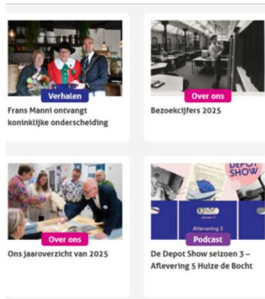 Verhalen
Frans Manni ontvangt
koninklijke onderscheiding
Over ons
Bezoekcijfers 2025
Over ons
Ons jaaroverzicht van 2025
DEPOT
SHOW
Aflevering 5
Podcast
De Depot Show seizoen 3 –
Aflevering 5 Huize de Bocht